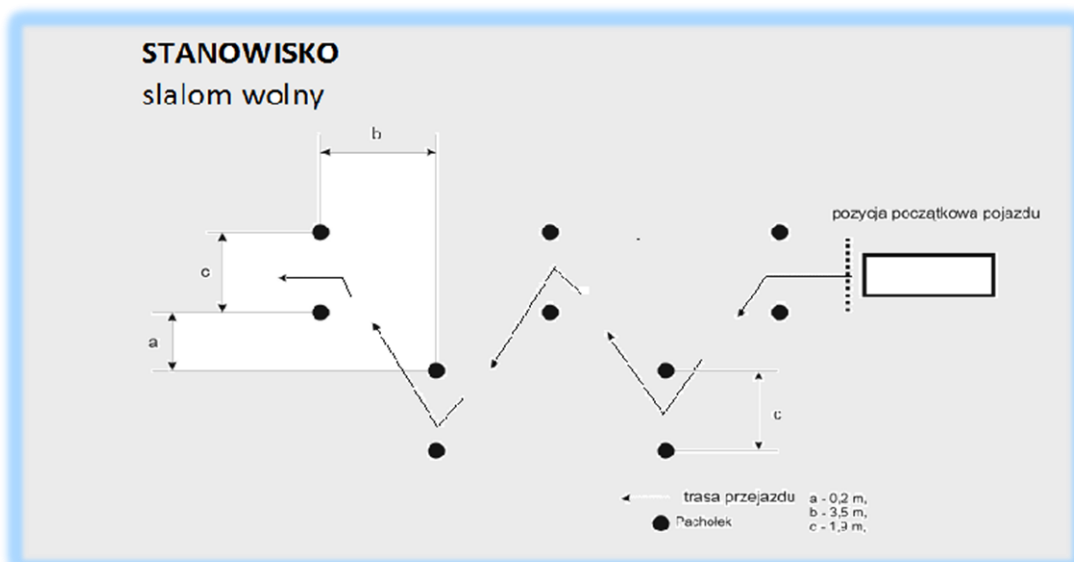 STANOWISKO
slalom wolny
b
pozycja początkowa pojazdu
c
a
c
trasa przejazdu
Pachołek
a - 0,2 m,
b - 3,5 m,
c - 1,9 m,